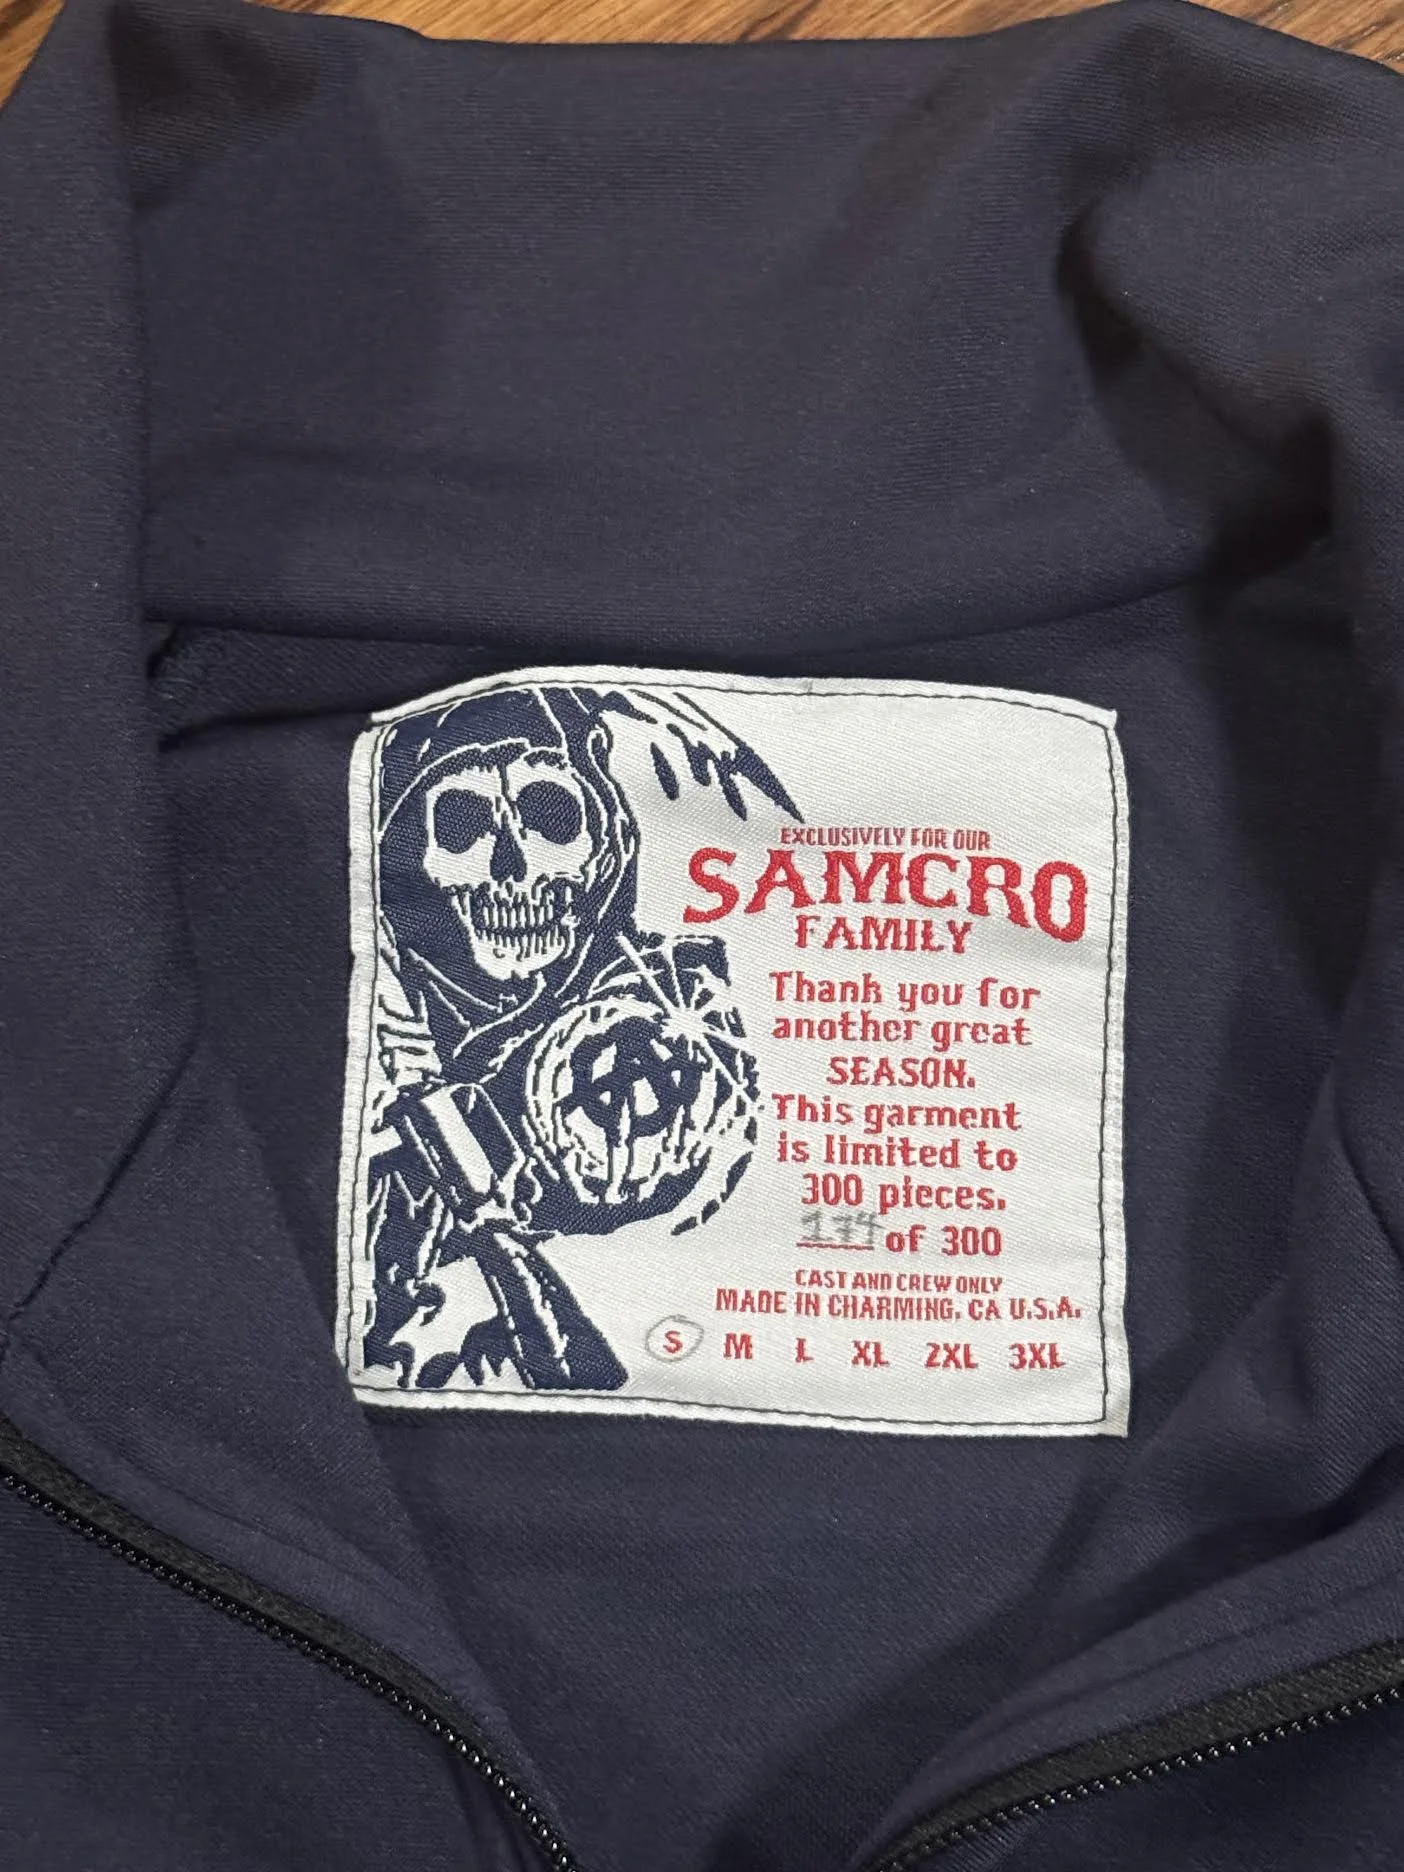 EXCLUSIVELY FOR OUR
SAMCRO
FAMILY
Thank you for
another great
SEASON.
This garment
is limited to
300 pieces.
174 of 300
CAST AND CREW ONLY
MADE IN CHARMING, CA U.S.A.
S M L XL 2XL 3XL